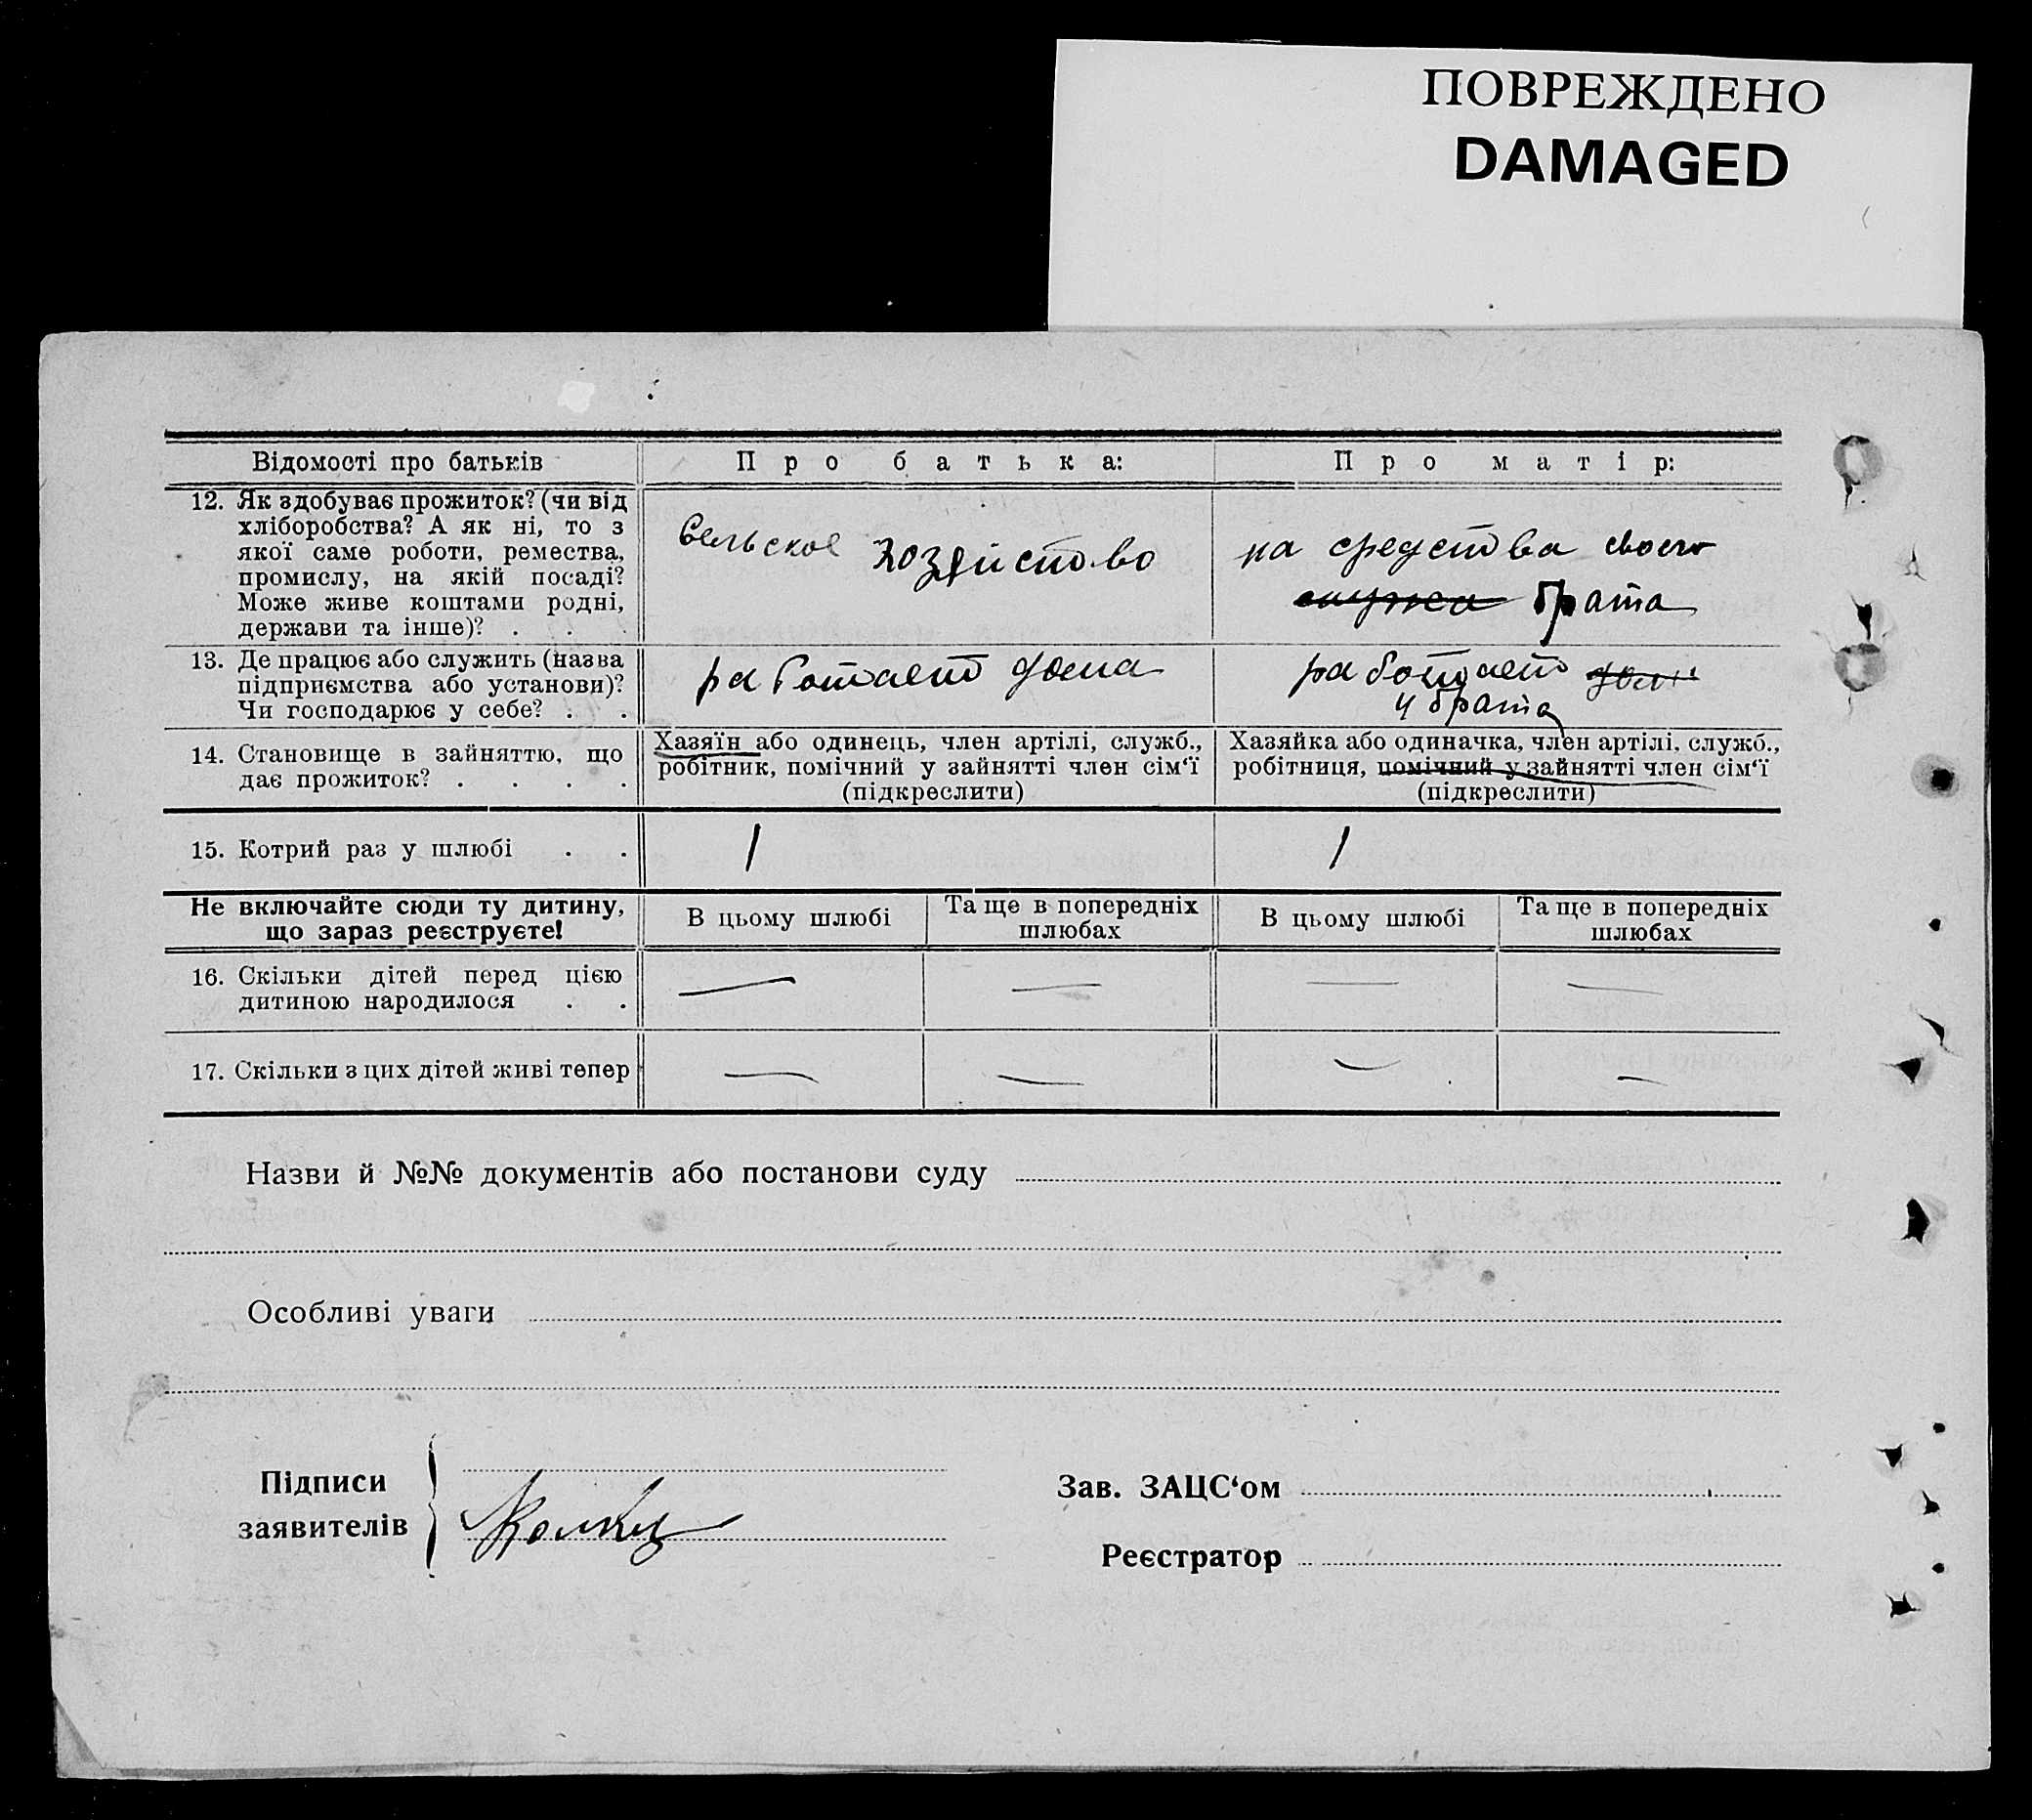 ПОВРЕЖДЕНО
DAMAGED
Відомості про батьків
Про батька:
Про матір:
12. Як здобуває прожиток? (чи від
хліборобства? А як ні, то з
якої саме роботи, ремества,
промислу, на якій посаді?
Може живе коштами родні,
держави та інше)? . . .
Сельское хозяйство
на средства своего
мужа брата
13. Де працює або служить (назва
підприємства або установи)?
Чи господарює у себе? . .
работает дома
работает дома
у брата
14. Становище в зайняттю, що
дає прожиток? . . . .
Хазяїн або одинець, член артілі, служб.,
робітник, помічний у зайнятті член сім‘ї
(підкреслити)
Хазяйка або одиначка, член артілі, служб.,
робітниця, помічний у зайнятті член сім‘ї
(підкреслити)
15. Котрий раз у шлюбі . .
1
1
Не включайте сюди ту дитину,
що зараз реєструєте!
В цьому шлюбі
Та ще в попередніх
шлюбах
В цьому шлюбі
Та ще в попередніх
шлюбах
16. Скільки дітей перед цією
дитиною народилося . .
— — — —
17. Скільки з цих дітей живі тепер
— — — —
Назви й №№ документів або постанови суду
Особливі уваги
Підписи
заявителів
Зав. ЗАЦС‘ом
Реєстратор